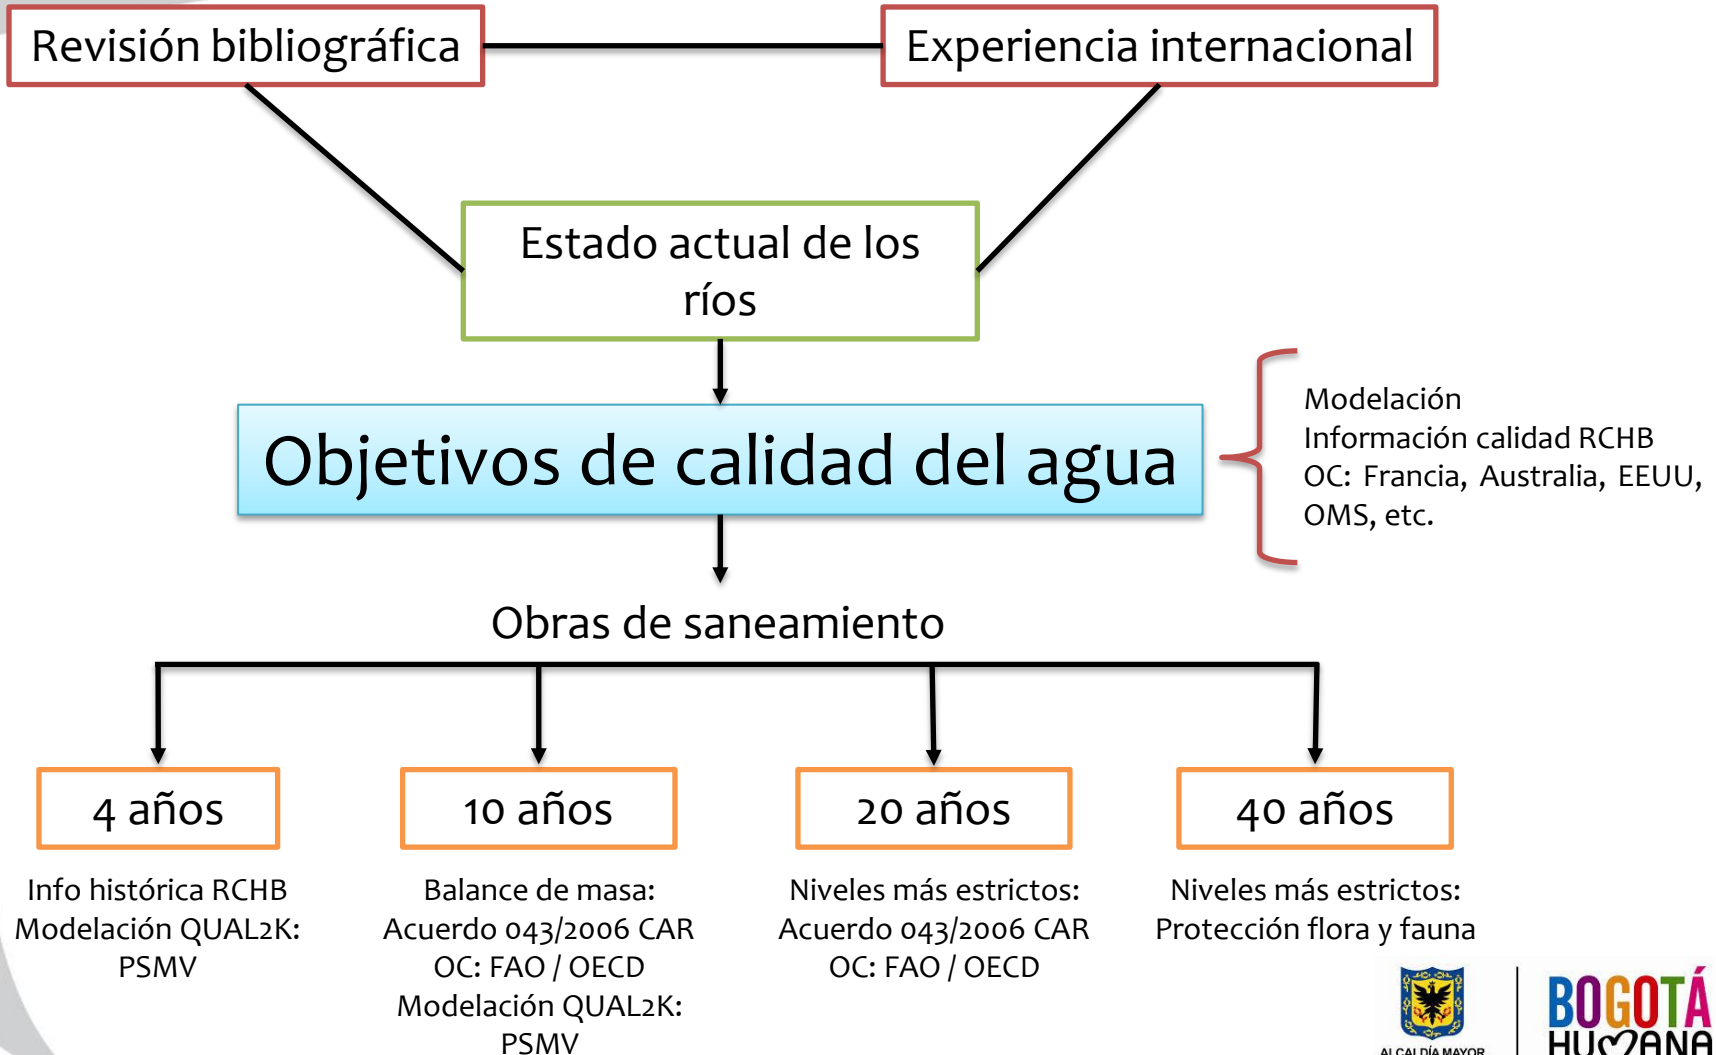 Revisión bibliográfica
Experiencia internacional
Estado actual de los
ríos
Objetivos de calidad del agua
Modelación
Información calidad RCHB
OC: Francia, Australia, EEUU,
OMS, etc.
Obras de saneamiento
4 años
10 años
20 años
40 años
Info histórica RCHB
Modelación QUAL2K:
PSMV
Balance de masa:
Acuerdo 043/2006 CAR
OC: FAO / OECD
Modelación QUAL2K:
PSMV
Niveles más estrictos:
Acuerdo 043/2006 CAR
OC: FAO / OECD
Niveles más estrictos:
Protección flora y fauna
ALCALDÍA MAYOR
BOGOTÁ
HUMANA